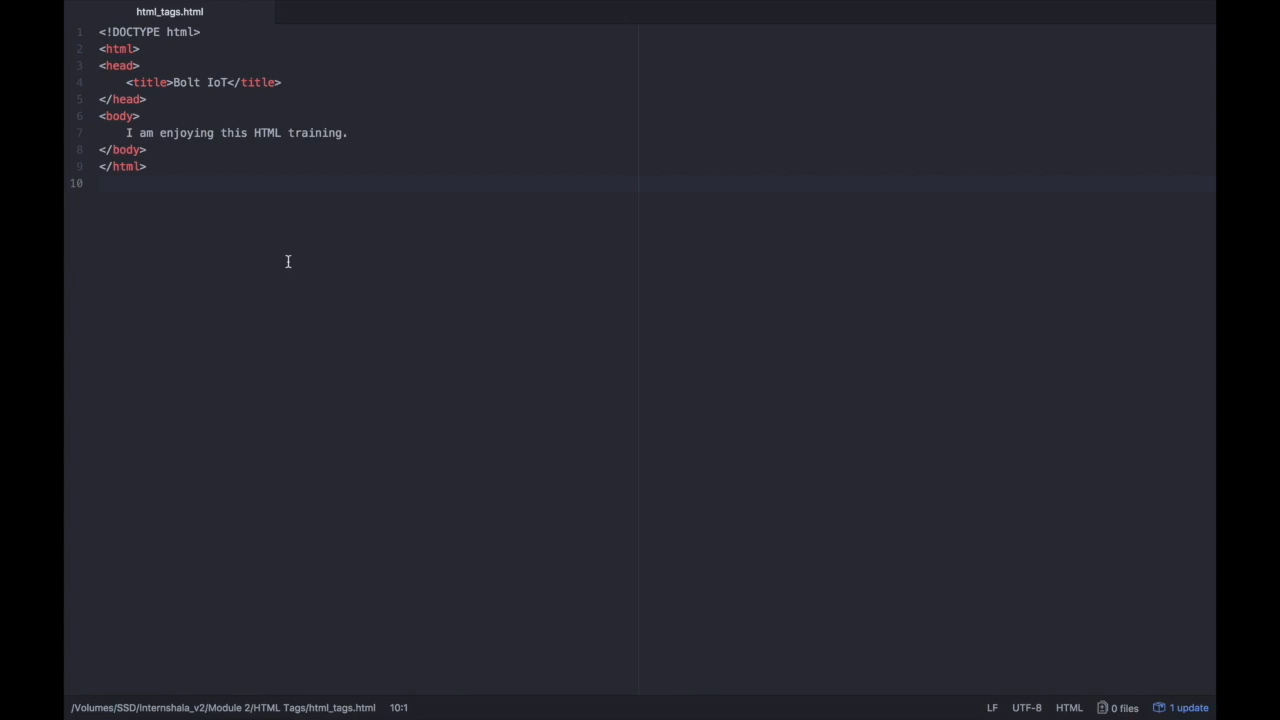 html_tags.html
1 <!DOCTYPE html>
2 <html>
3 <head>
4 <title>Bolt IoT</title>
5 </head>
6 <body>
7 I am enjoying this HTML training.
8 </body>
9 </html>
10
/Volumes/SSD/internshala_v2/Module 2/HTML Tags/html_tags.html 10:1 LF UTF-8 HTML 0 files 1 update